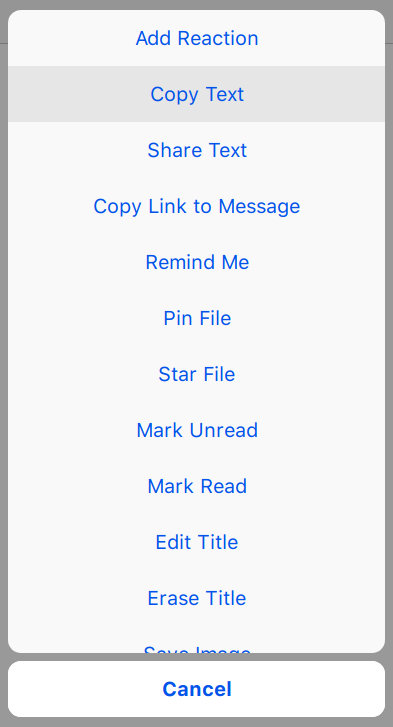 Add Reaction
Copy Text
Share Text
Copy Link to Message
Remind Me
Pin File
Star File
Mark Unread
Mark Read
Edit Title
Erase Title
Save Image
Cancel